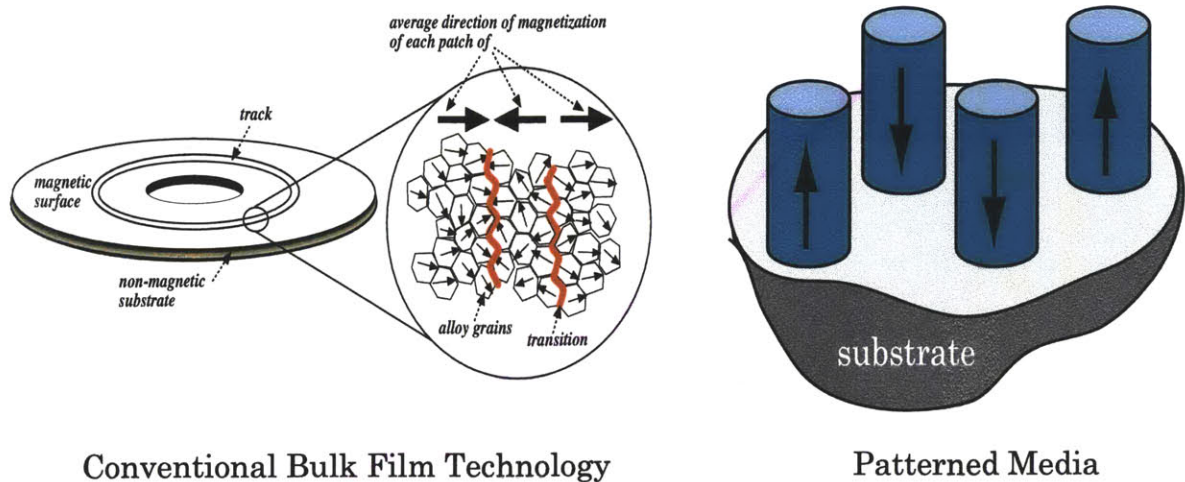 average direction of magnetization
of each patch of
track
magnetic
surface
non-magnetic
substrate
alloy grains
transition
substrate
Conventional Bulk Film Technology
Patterned Media